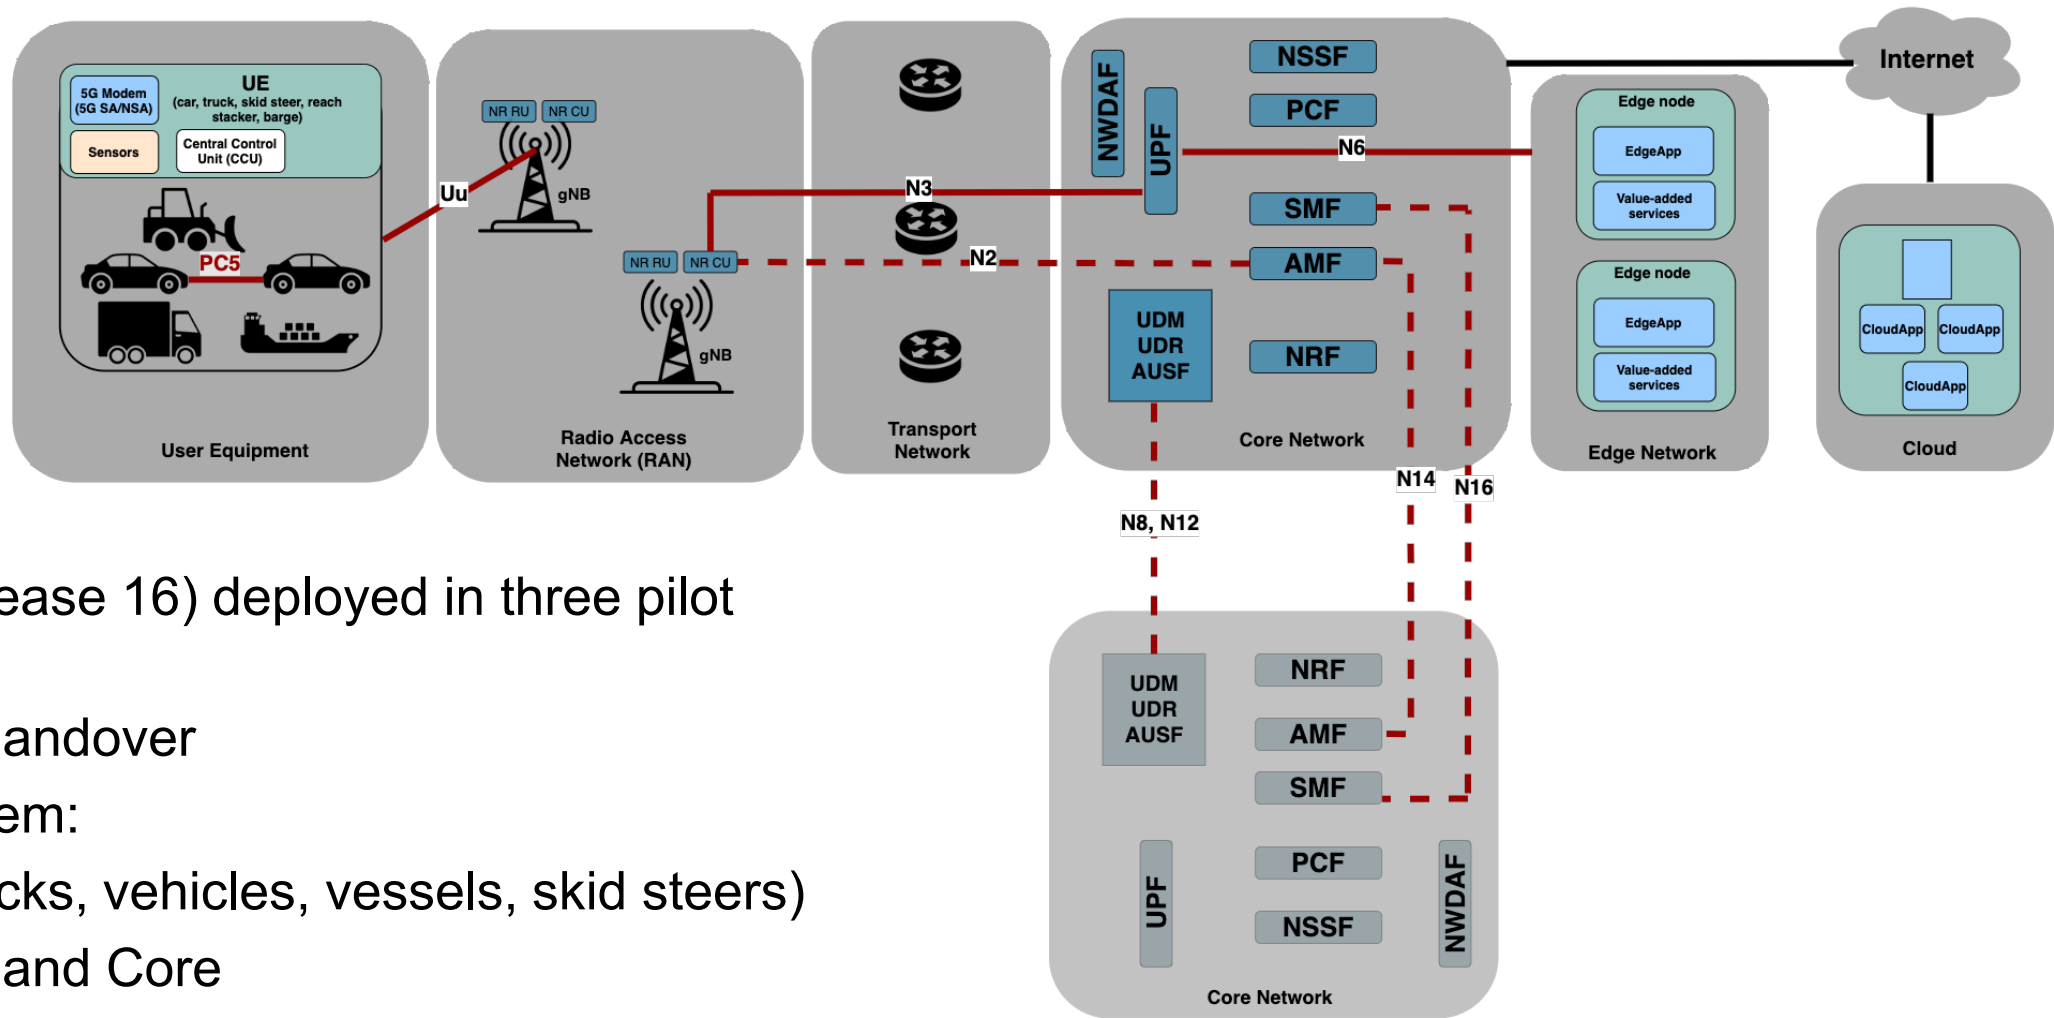 5G Modem
(5G SA/NSA)
UE
(car, truck, skid steer, reach
stacker, barge)
Sensors
Central Control
Unit (CCU)
PC5
User Equipment
Uu
NR RU
NR CU
gNB
NR RU
NR CU
gNB
Radio Access
Network (RAN)
N3
N2
Transport
Network
NWDAF
UPF
NSSF
PCF
N6
SMF
AMF
UDM
UDR
AUSF
NRF
Core Network
Edge node
EdgeApp
Value-added
services
Edge node
EdgeApp
Value-added
services
Edge Network
Internet
CloudApp
CloudApp
CloudApp
Cloud
N14
N16
N8, N12
ease 16) deployed in three pilot
andover
em:
cks, vehicles, vessels, skid steers)
and Core
UDM
UDR
AUSF
NRF
AMF
SMF
UPF
PCF
NSSF
NWDAF
Core Network